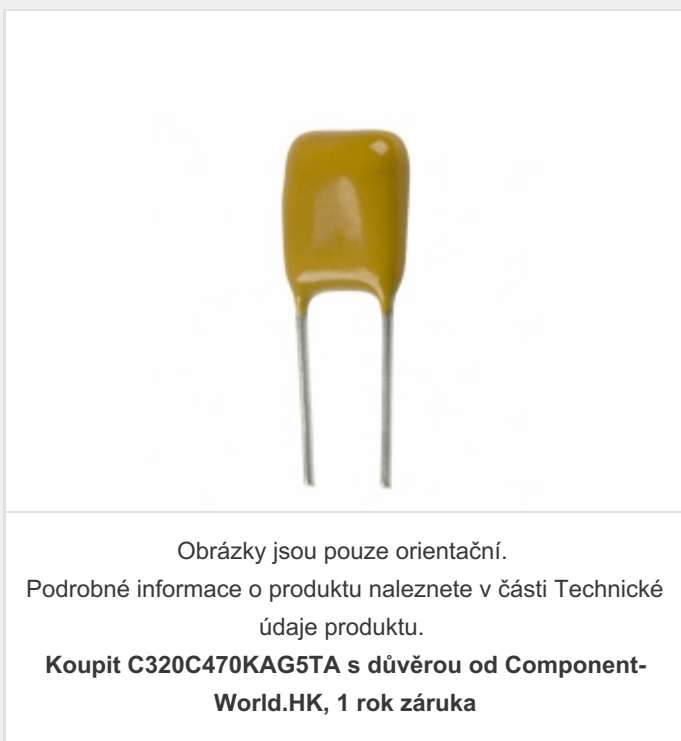 Obrázky jsou pouze orientační.
Podrobné informace o produktu naleznete v části Technické
údaje produktu.
Koupit C320C470KAG5TA s důvěrou od Component-
World.HK, 1 rok záruka